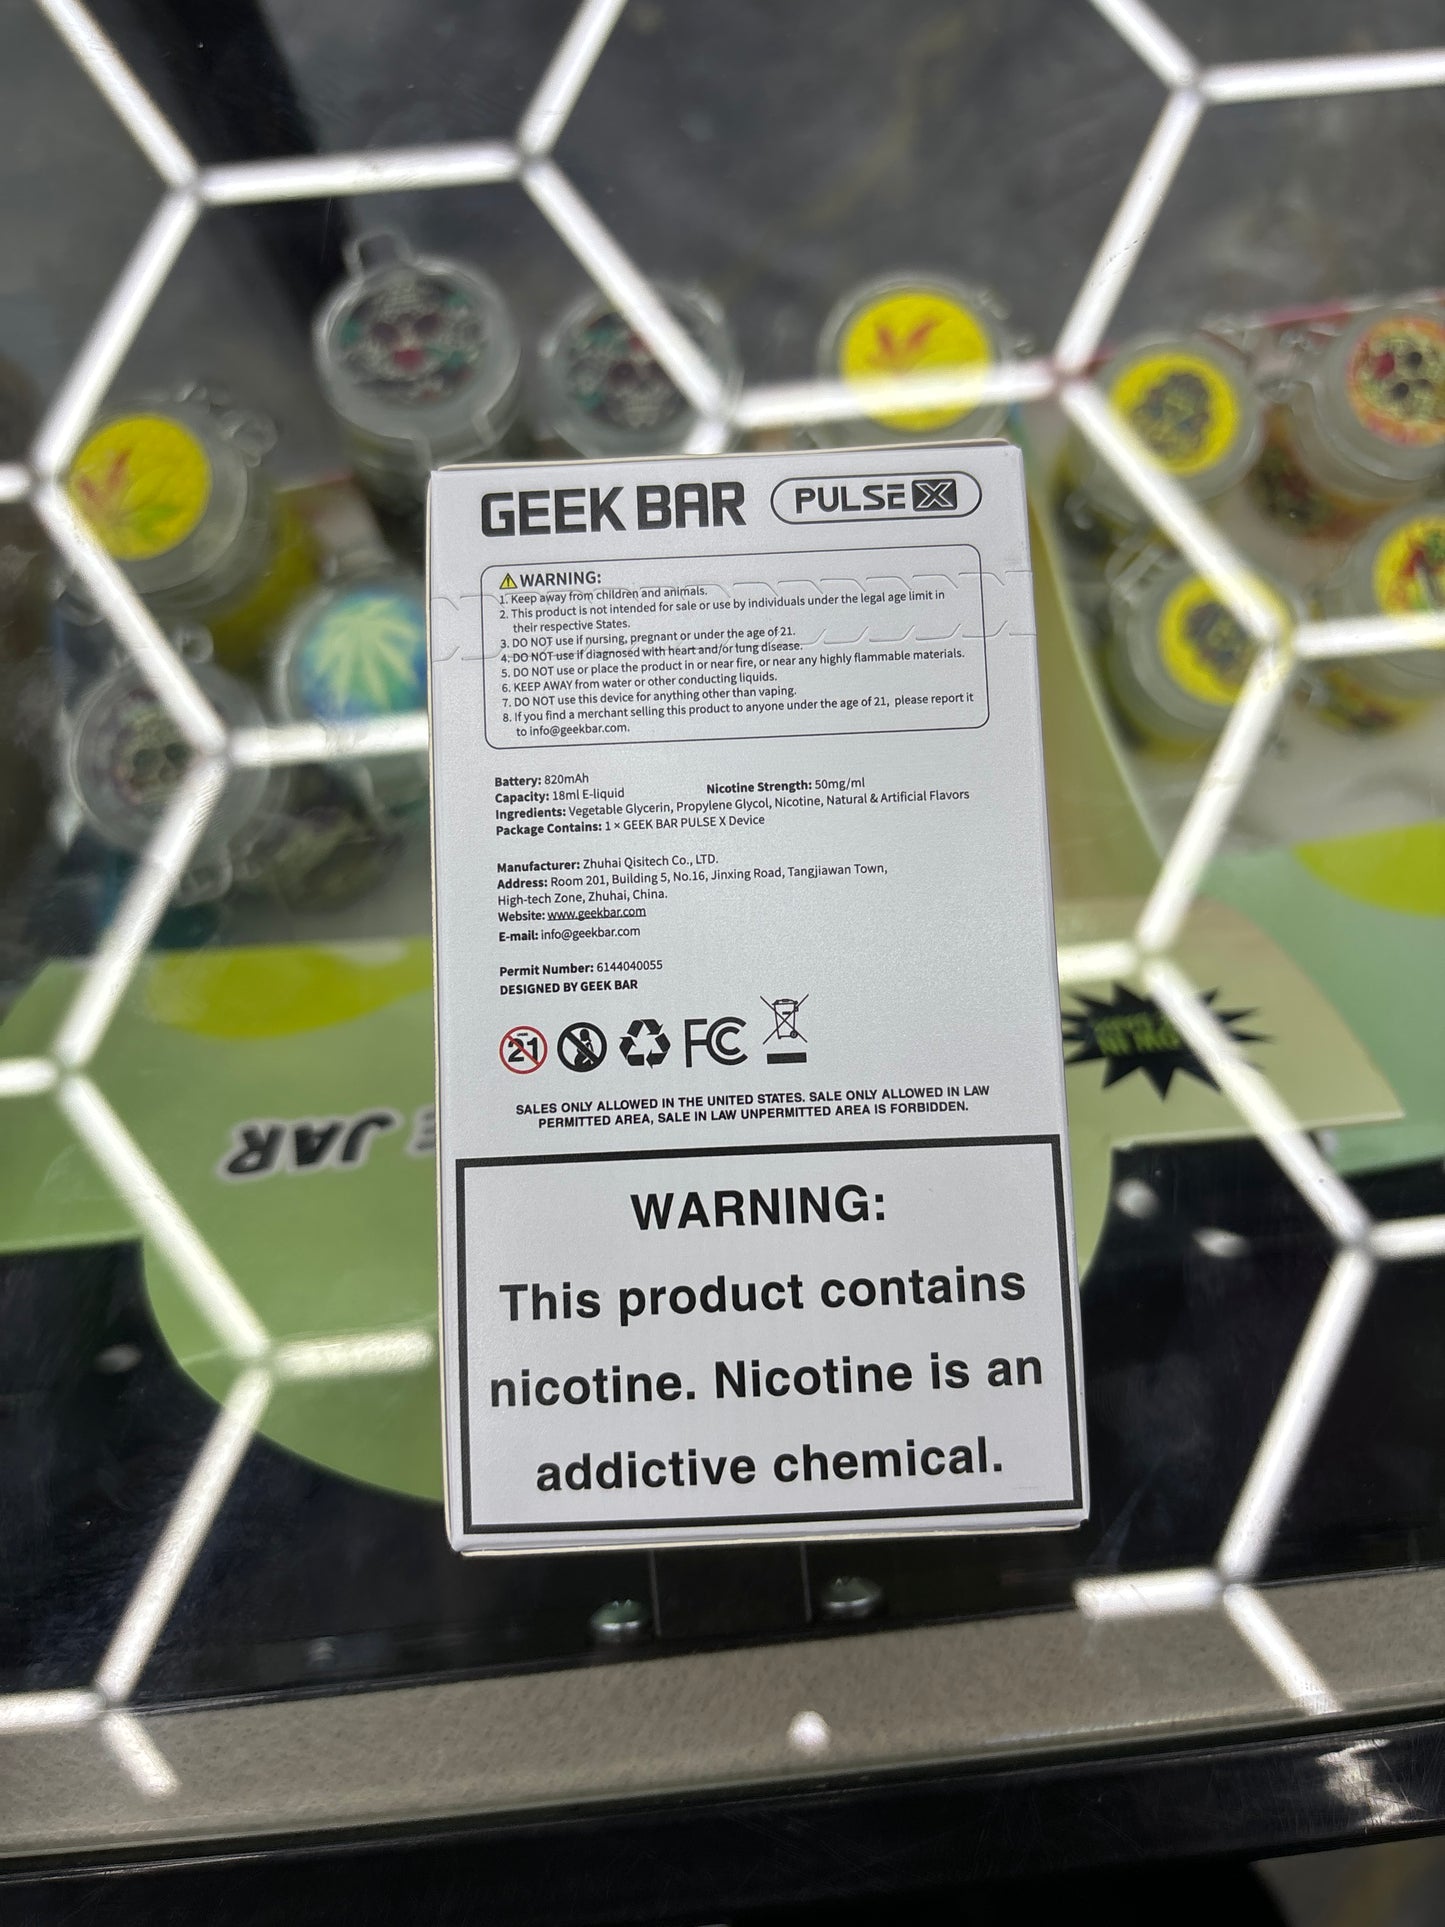 GEEK BAR PULSE X
WARNING:
1. Keep away from children and animals.
2. This product is not intended for sale or use by individuals under the legal age limit in
their respective States.
3. DO NOT use if nursing, pregnant or under the age of 21.
4. DO NOT use if diagnosed with heart and/or lung disease.
5. DO NOT use or place the product in or near fire, or near any highly flammable materials.
6. KEEP AWAY from water or other conducting liquids.
7. DO NOT use this device for anything other than vaping.
8. If you find a merchant selling this product to anyone under the age of 21, please report it
to info@geekbar.com.
Battery: 820mAh
Capacity: 18ml E-liquid Nicotine Strength: 50mg/ml
Ingredients: Vegetable Glycerin, Propylene Glycol, Nicotine, Natural & Artificial Flavors
Package Contains: 1 × GEEK BAR PULSE X Device
Manufacturer: Zhuhai Qisitech Co., LTD.
Address: Room 201, Building 5, No.16, Jinxing Road, Tangjiawan Town,
High-tech Zone, Zhuhai, China.
Website: www.geekbar.com
E-mail: info@geekbar.com
Permit Number: 6144040055
DESIGNED BY GEEK BAR
21 FC
SALES ONLY ALLOWED IN THE UNITED STATES. SALE ONLY ALLOWED IN LAW
PERMITTED AREA, SALE IN LAW UNPERMITTED AREA IS FORBIDDEN.
WARNING:
This product contains
nicotine. Nicotine is an
addictive chemical.
JAR